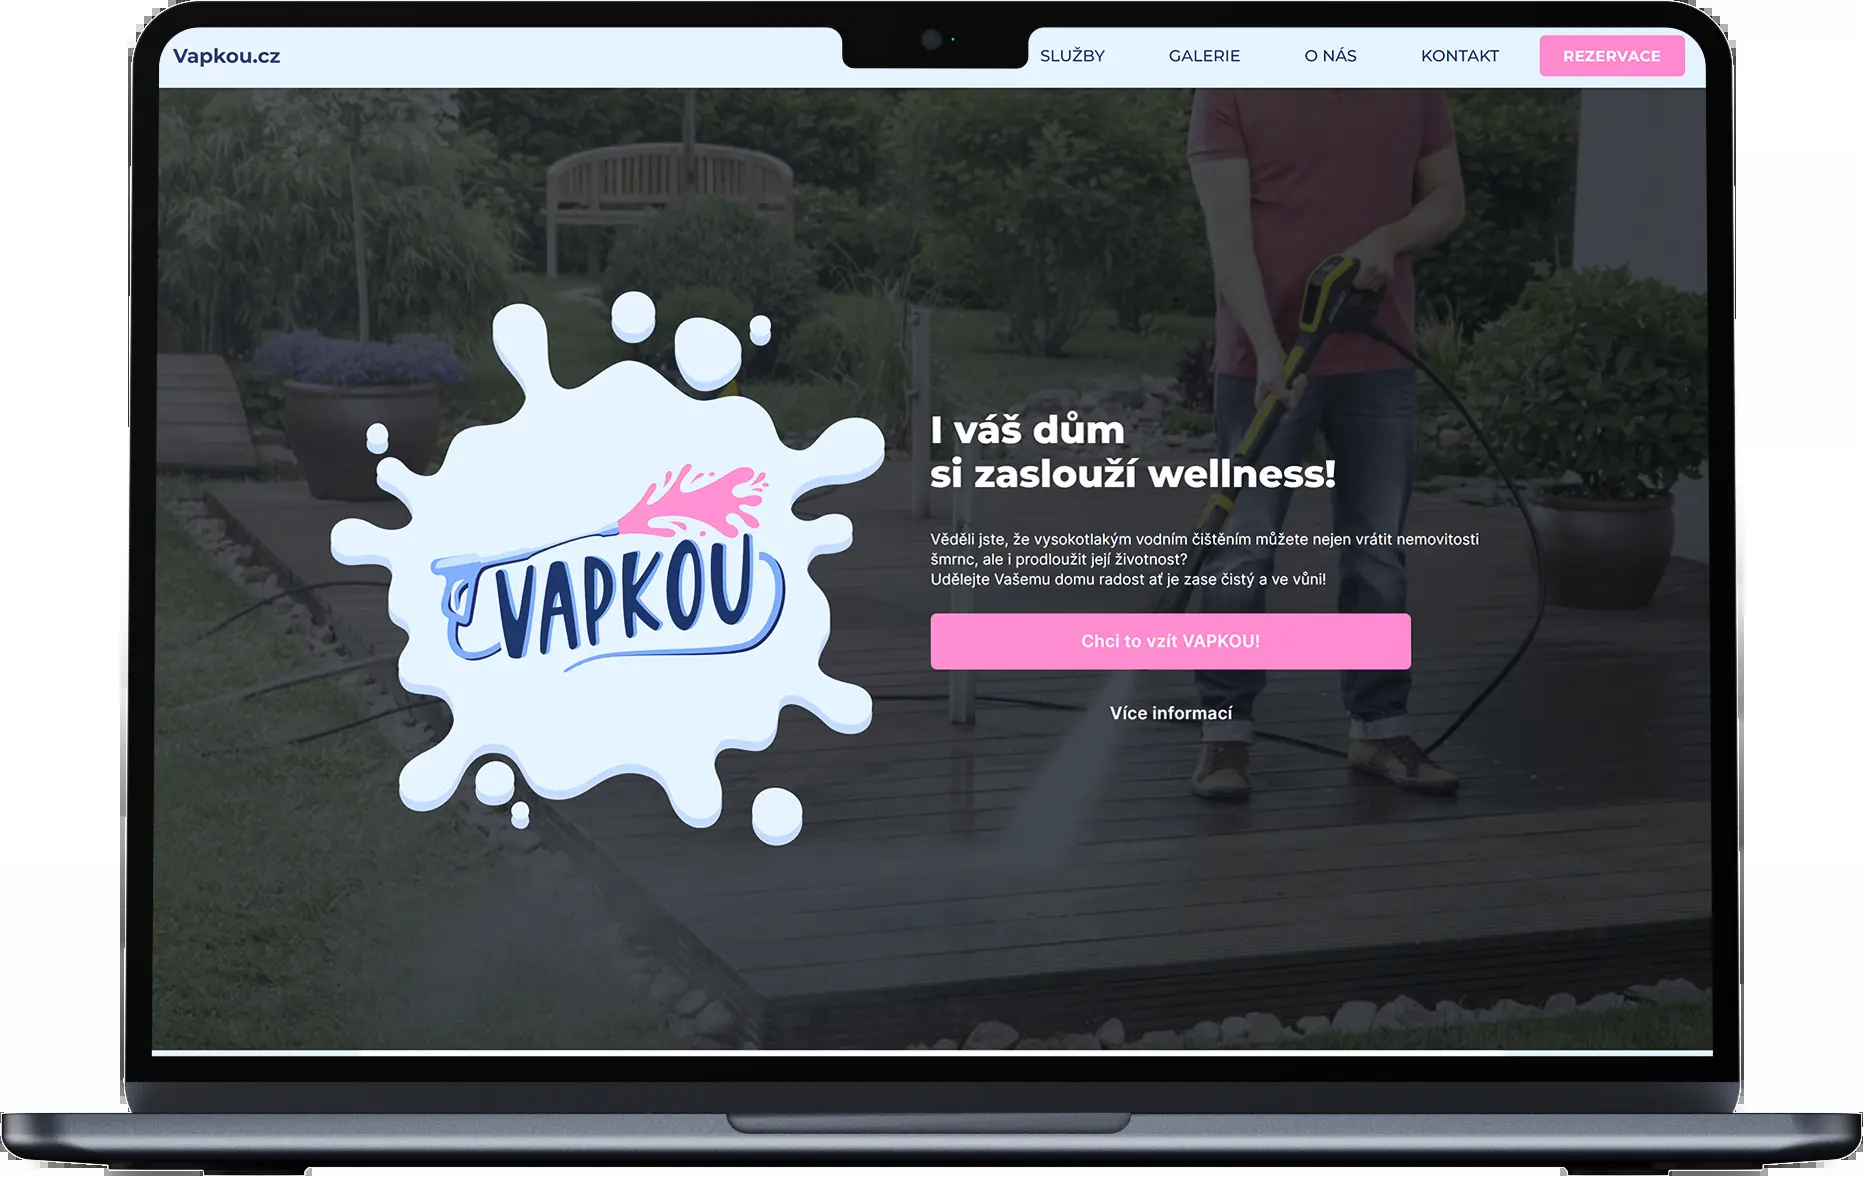 Vapkou.cz
SLUŽBY
GALERIE
O NÁS
KONTAKT
REZERVACE
VAPKOU
I váš dům
si zaslouží wellness!
Věděli jste, že vysokotlakým vodním čištěním můžete nejen vrátit nemovitosti
šmrnc, ale i prodloužit její životnost?
Udělejte Vašemu domu radost ať je zase čistý a ve vůni!
Chci to vzít VAPKOU!
Více informací